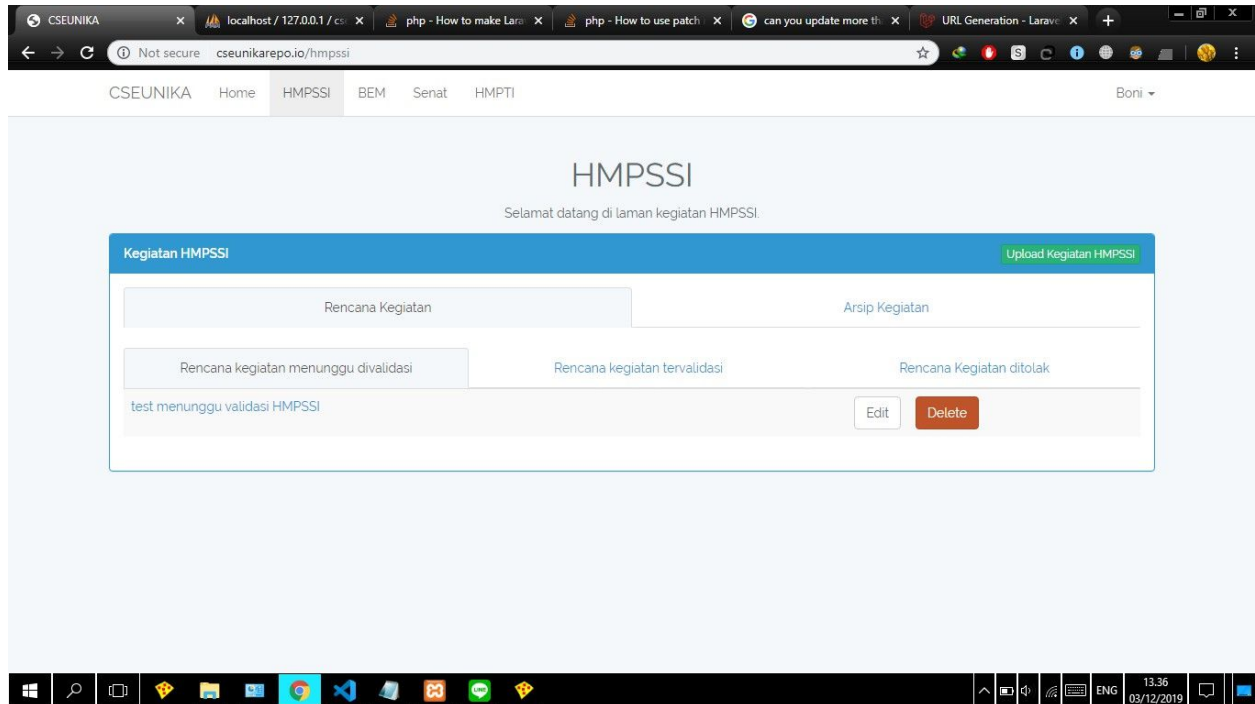 CSEUNIKA
localhost / 127.0.0.1 / cs
php - How to make Lara
php - How to use patch
can you update more th
URL Generation - Larave
Not secure cseunikarepo.io/hmpssi
CSEUNIKA Home HMPSSI BEM Senat HMPTI Boni
HMPSSI
Selamat datang di laman kegiatan HMPSSI.
Kegiatan HMPSSI Upload Kegiatan HMPSSI
Rencana Kegiatan Arsip Kegiatan
Rencana kegiatan menunggu divalidasi Rencana kegiatan tervalidasi Rencana Kegiatan ditolak
test menunggu validasi HMPSSI Edit Delete
ENG
13.36
03/12/2019